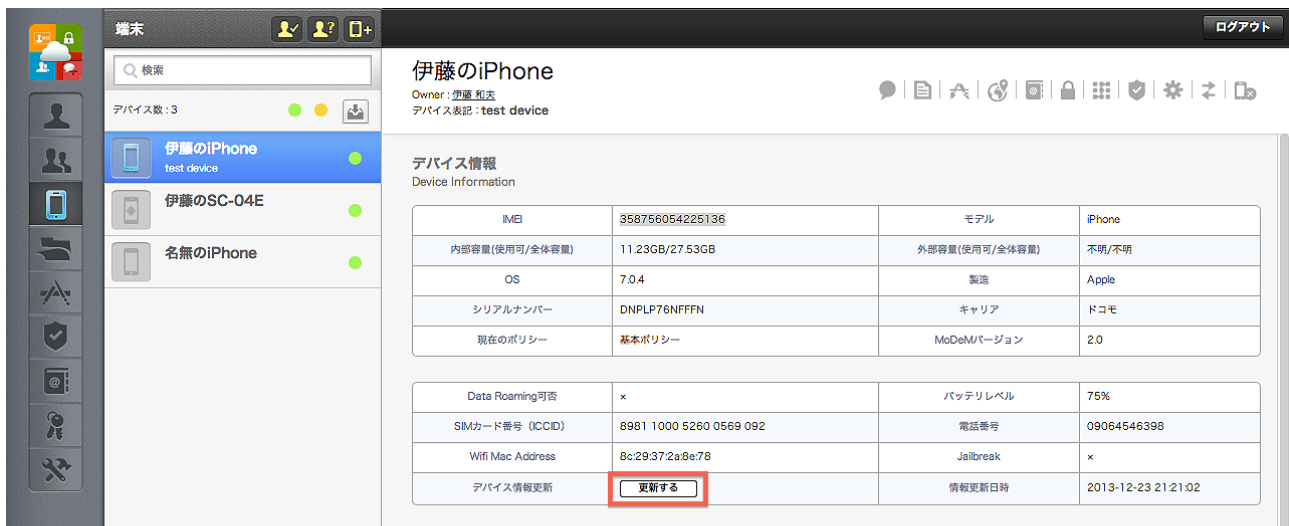 端末
ログアウト
検索
デバイス数 : 3
伊藤のiPhone
test device
伊藤のSC-04E
名無のiPhone
伊藤のiPhone
Owner : 伊藤 和夫
デバイス表記 : test device
デバイス情報
Device Information
IMEI 358756054225136 モデル iPhone
内部容量(使用可/全体容量) 11.23GB/27.53GB 外部容量(使用可/全体容量) 不明/不明
OS 7.0.4 製造 Apple
シリアルナンバー DNPLP76NFFFN キャリア ドコモ
現在のポリシー 基本ポリシー MoDeMバージョン 2.0
Data Roaming可否 × バッテリレベル 75%
SIMカード番号（ICCID） 8981 1000 5260 0569 092 電話番号 09064546398
Wifi Mac Address 8c:29:37:2a:8e:78 Jailbreak ×
デバイス情報更新 更新する 情報更新日時 2013-12-23 21:21:02